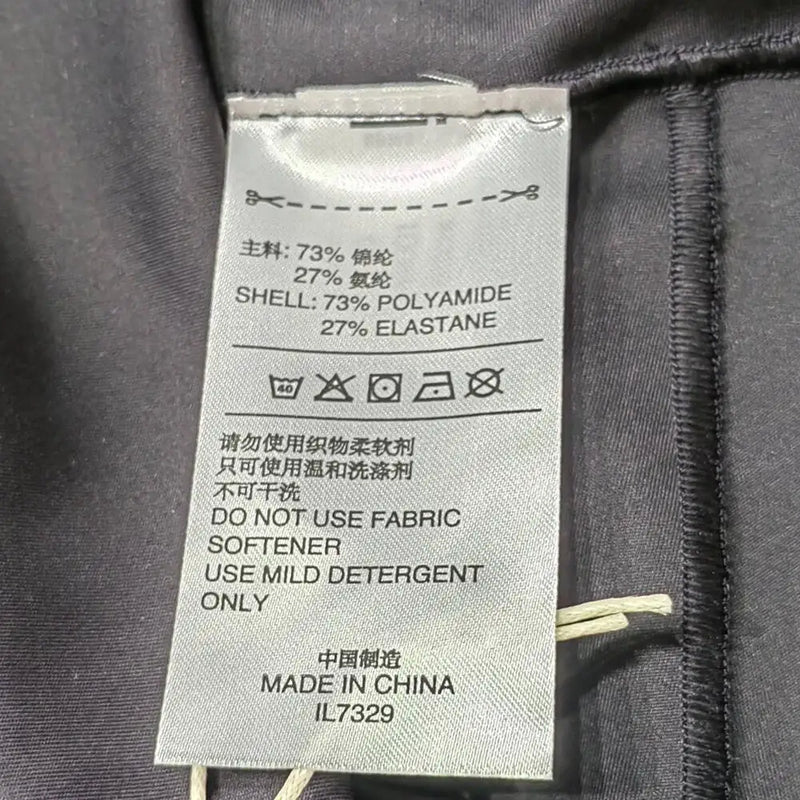 主料: 73% 锦纶
27% 氨纶
SHELL: 73% POLYAMIDE
27% ELASTANE
40
请勿使用织物柔软剂
只可使用温和洗涤剂
不可干洗
DO NOT USE FABRIC
SOFTENER
USE MILD DETERGENT
ONLY
中国制造
MADE IN CHINA
IL7329